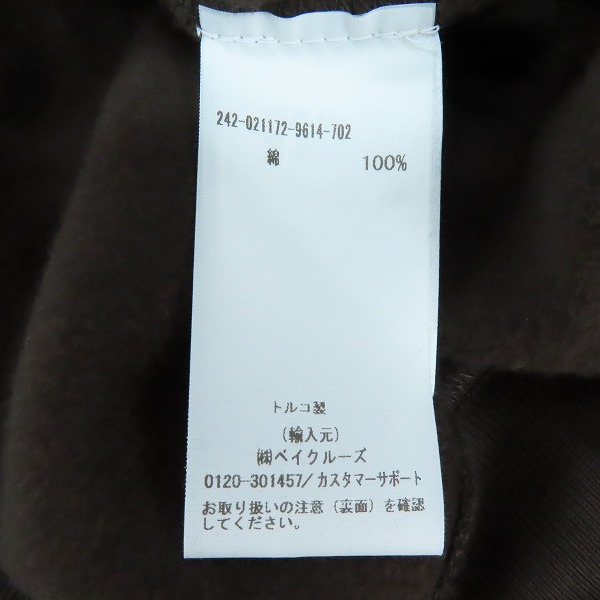 242-021172-9614-702
綿 100%
トルコ製
(輸入元)
㈱ベイクルーズ
0120-301457/カスタマーサポート
お取り扱いの注意(裏面)を確認
してください。